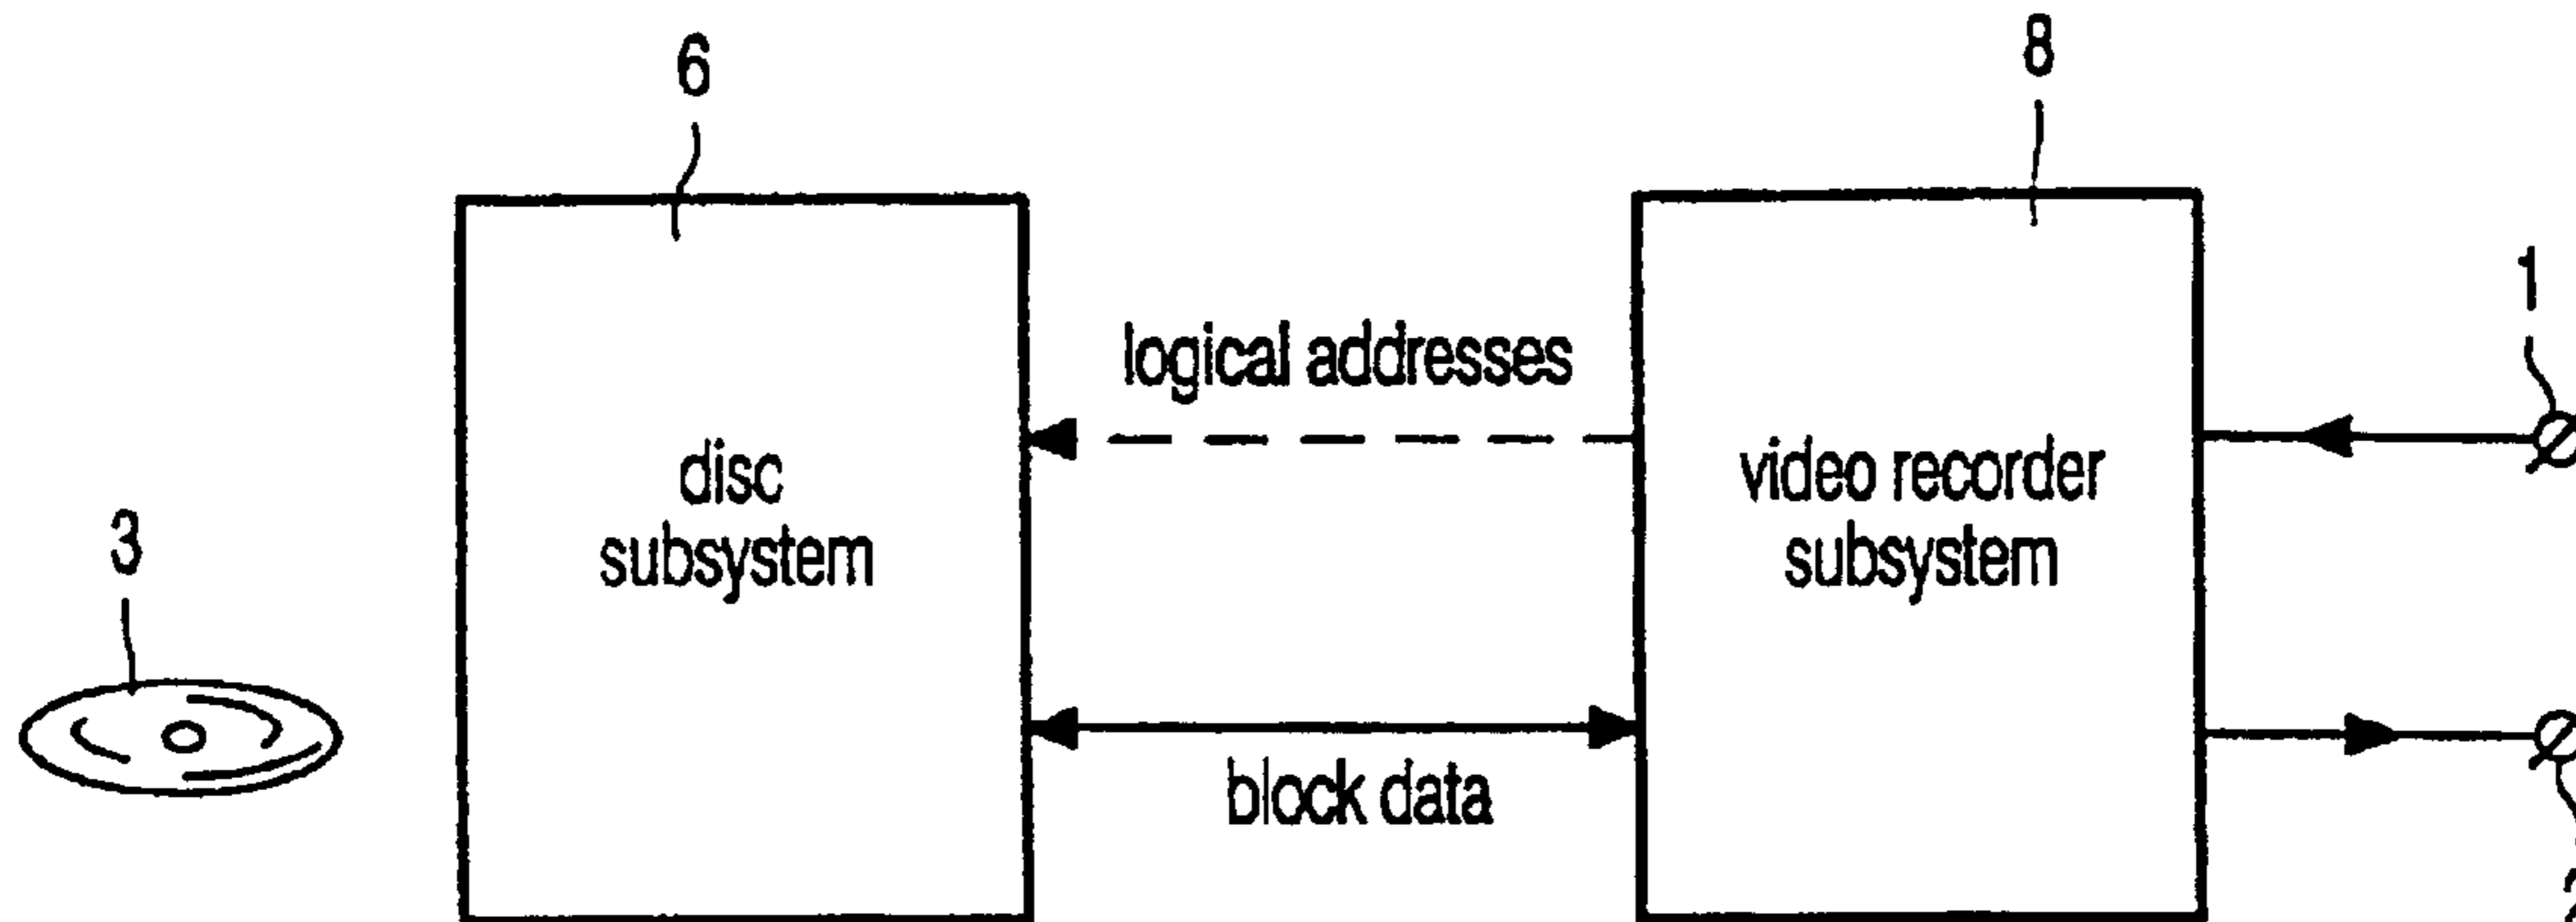 6
8
1
logical addresses
disc
subsystem
video recorder
subsystem
3
block data